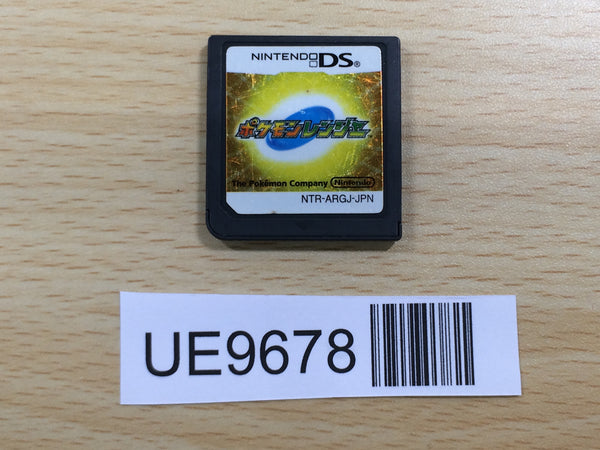 NINTENDO DS®
ポケモンレンジャー
The Pokémon Company Nintendo
NTR-ARGJ-JPN
UE9678